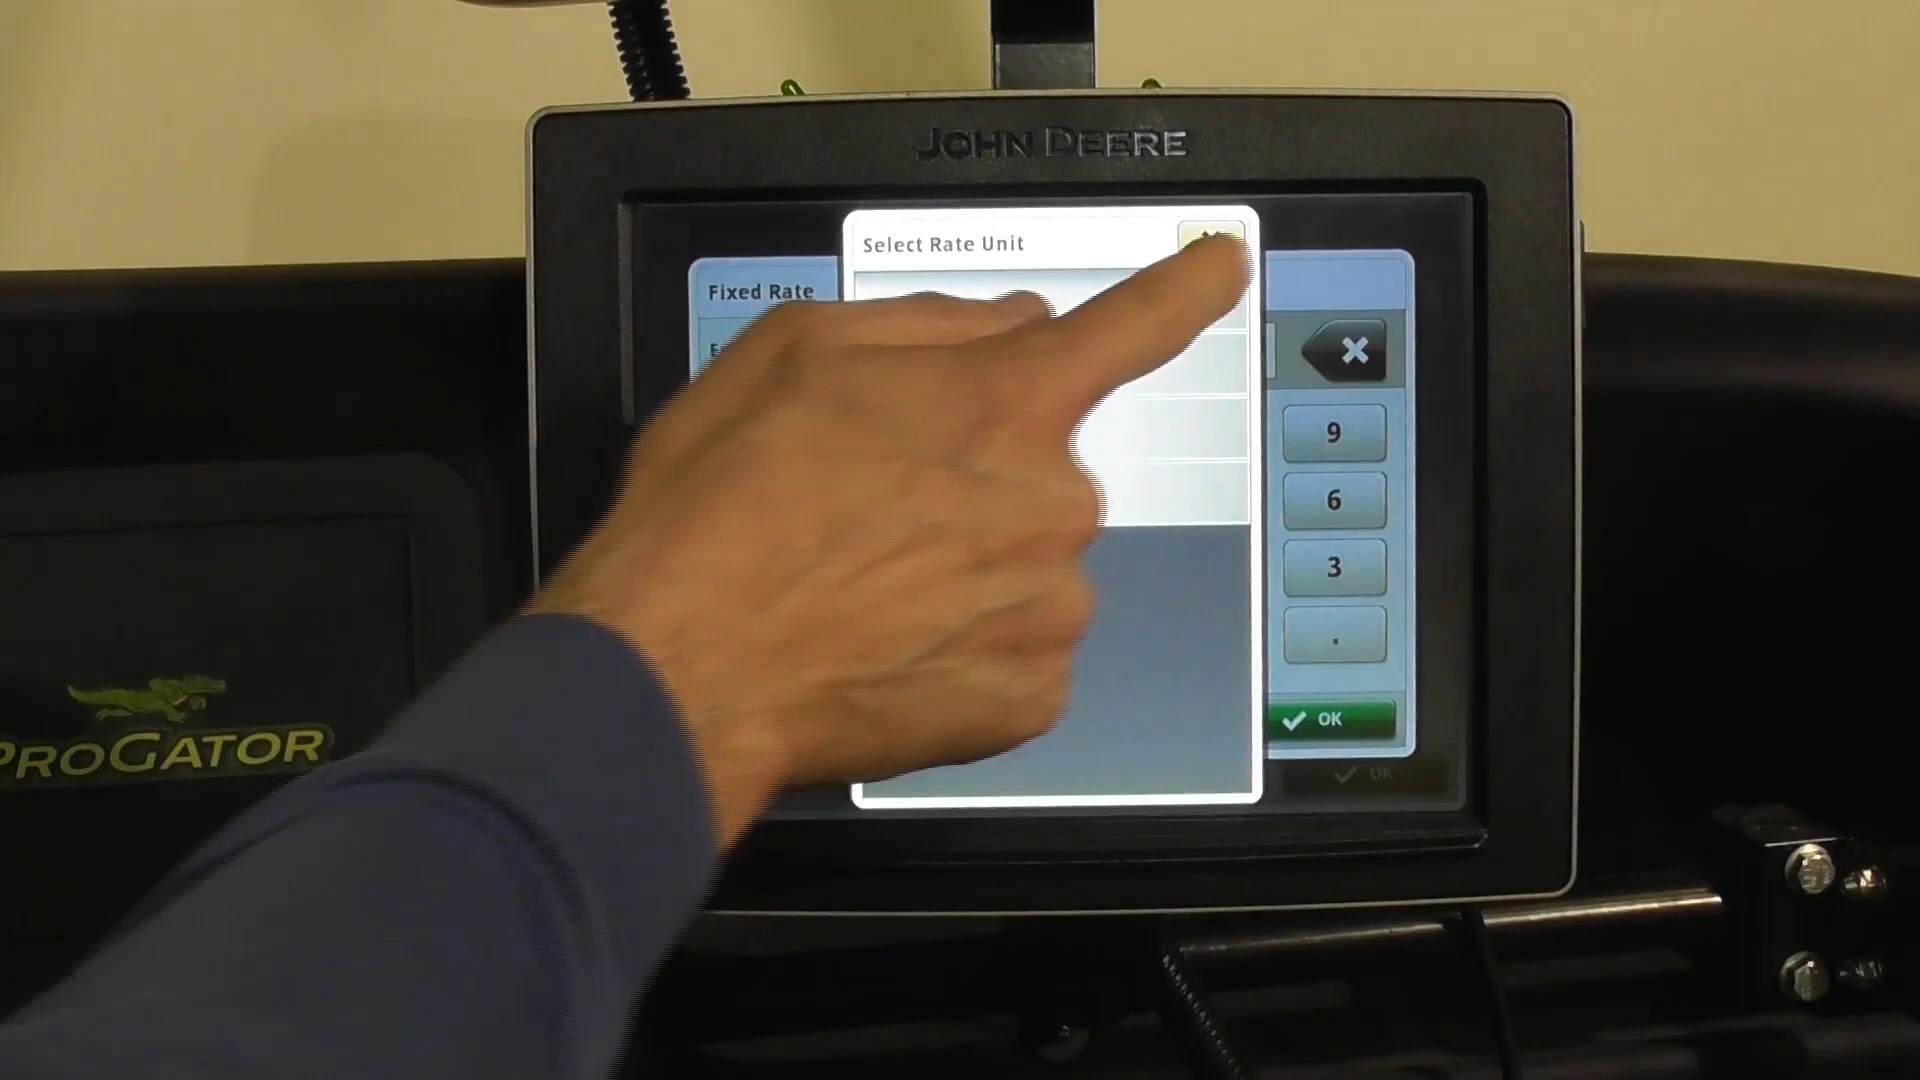 JOHN DEERE
Select Rate Unit
Fixed Rate
9
6
3
.
OK
OK
PROGATOR